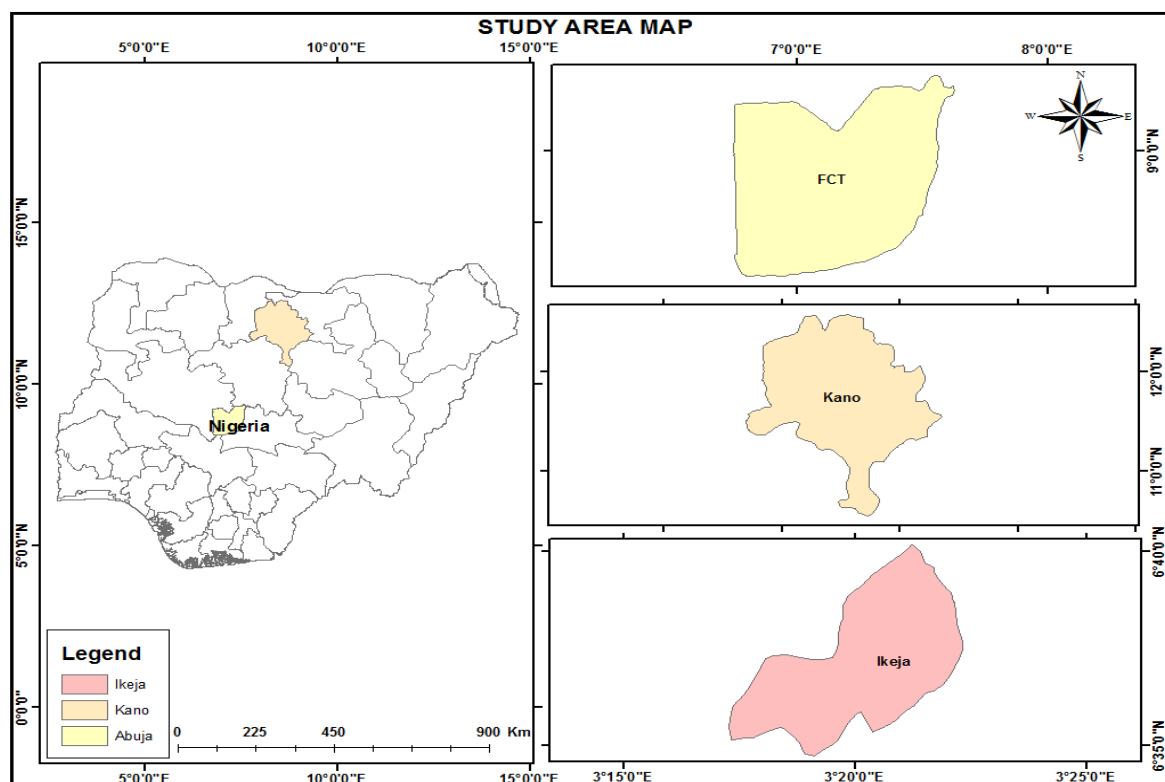 STUDY AREA MAP
5°0'0"E 10°0'0"E 15°0'0"E
7°0'0"E 8°0'0"E
15°0'0"N
10°0'0"N
5°0'0"N
0°0'0"
Nigeria
Legend
Ikeja
Kano
Abuja
0 225 450 900 Km
5°0'0"E 10°0'0"E 15°0'0"E
N
W E
S
FCT
9°0'0"N
Kano
12°0'0"N
11°0'0"N
Ikeja
6°40'0"N
6°35'0"N
3°15'0"E 3°20'0"E 3°25'0"E